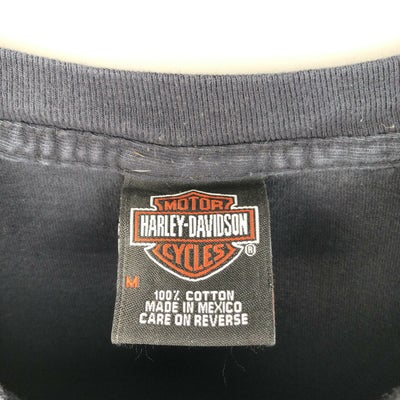 MOTOR
HARLEY-DAVIDSON
CYCLES
®
M
100% COTTON
MADE IN MEXICO
CARE ON REVERSE